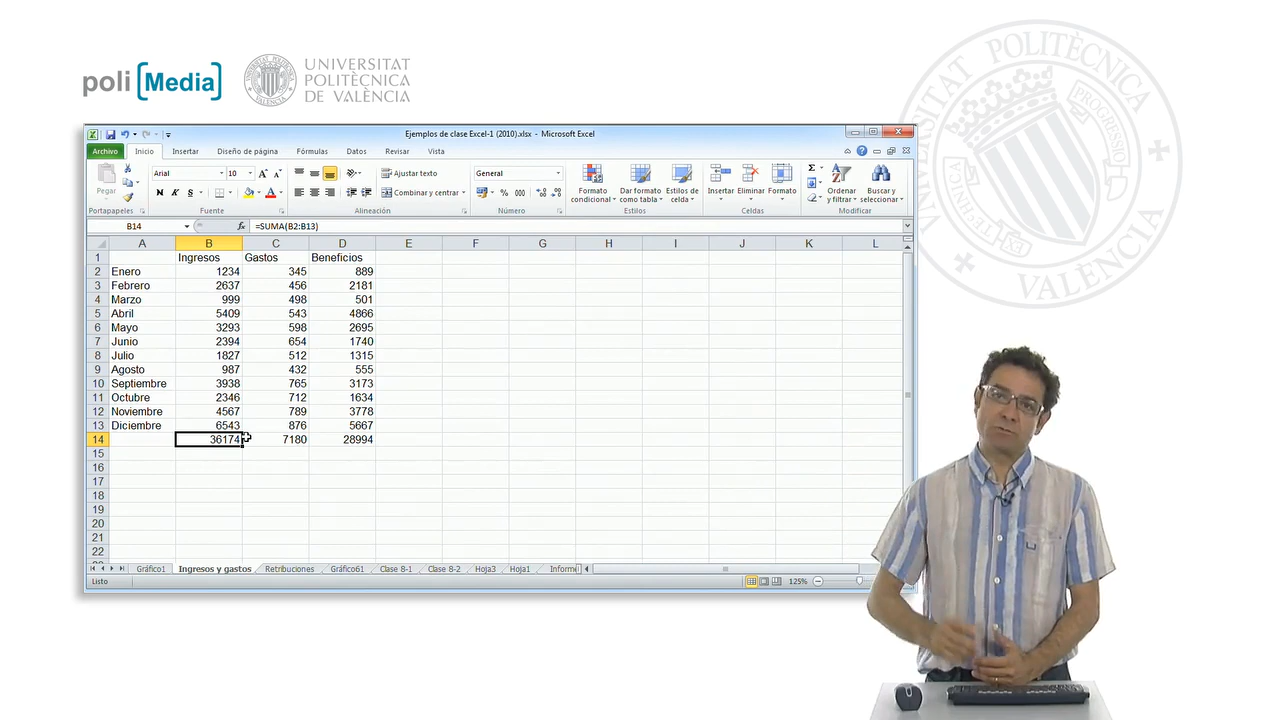 poli [Media]
UNIVERSITAT
POLITÈCNICA
DE VALÈNCIA
UNIVERSITAT POLITÈCNICA DE VALÈNCIA
Ejemplos de clase Excel-1 (2010).xlsx - Microsoft Excel
Archivo Inicio Insertar Diseño de página Fórmulas Datos Revisar Vista
Pegar
Arial 10
Ajustar texto
General
Formato condicional
Dar formato como tabla
Estilos de celda
Insertar Eliminar Formato
Ordenar y filtrar
Buscar y seleccionar
N K S
Combinar y centrar
% 000
Portapapeles Fuente Alineación Número Estilos Celdas Modificar
B14 fx =SUMA(B2:B13)
A B C D E F G H I J K L
1 Ingresos Gastos Beneficios
2 Enero 1234 345 889
3 Febrero 2637 456 2181
4 Marzo 999 498 501
5 Abril 5409 543 4866
6 Mayo 3293 598 2695
7 Junio 2394 654 1740
8 Julio 1827 512 1315
9 Agosto 987 432 555
10 Septiembre 3938 765 3173
11 Octubre 2346 712 1634
12 Noviembre 4567 789 3778
13 Diciembre 6543 876 5667
14 36174 7180 28994
15
16
17
18
19
20
21
22
Gráfico1 Ingresos y gastos Retribuciones Gráfico61 Clase 8-1 Clase 8-2 Hoja3 Hoja1 Inform
Listo 125%